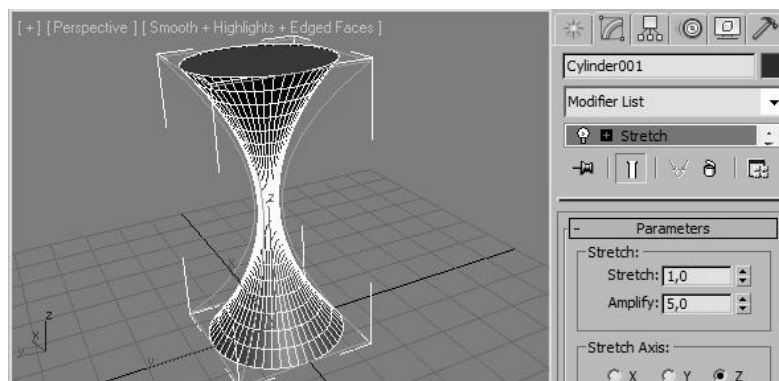 [ + ] [ Perspective ] [ Smooth + Highlights + Edged Faces ]
Cylinder001
Modifier List
Stretch
- Parameters
Stretch:
Stretch: 1,0
Amplify: 5,0
Stretch Axis:
X Y Z
z
x
y
z
x
y